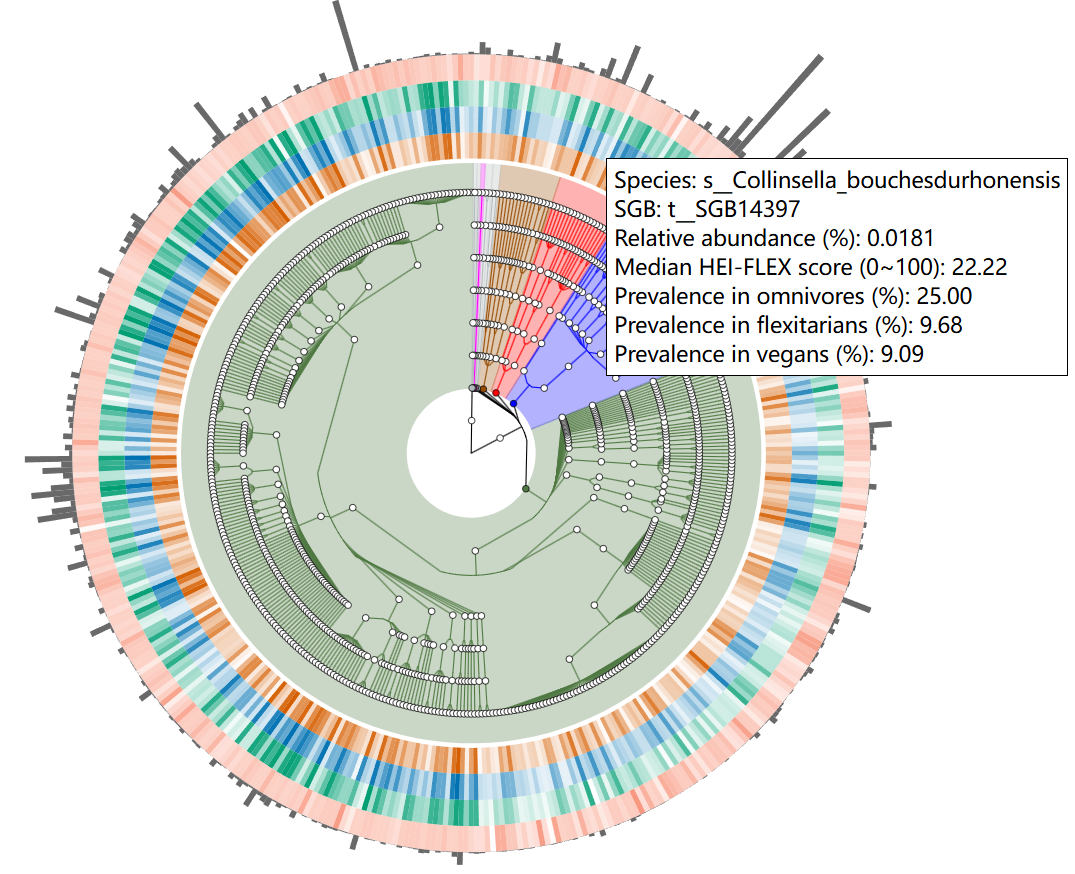 Species: s__Collinsella_bouchesdurhonensis
SGB: t__SGB14397
Relative abundance (%): 0.0181
Median HEI-FLEX score (0~100): 22.22
Prevalence in omnivores (%): 25.00
Prevalence in flexitarians (%): 9.68
Prevalence in vegans (%): 9.09